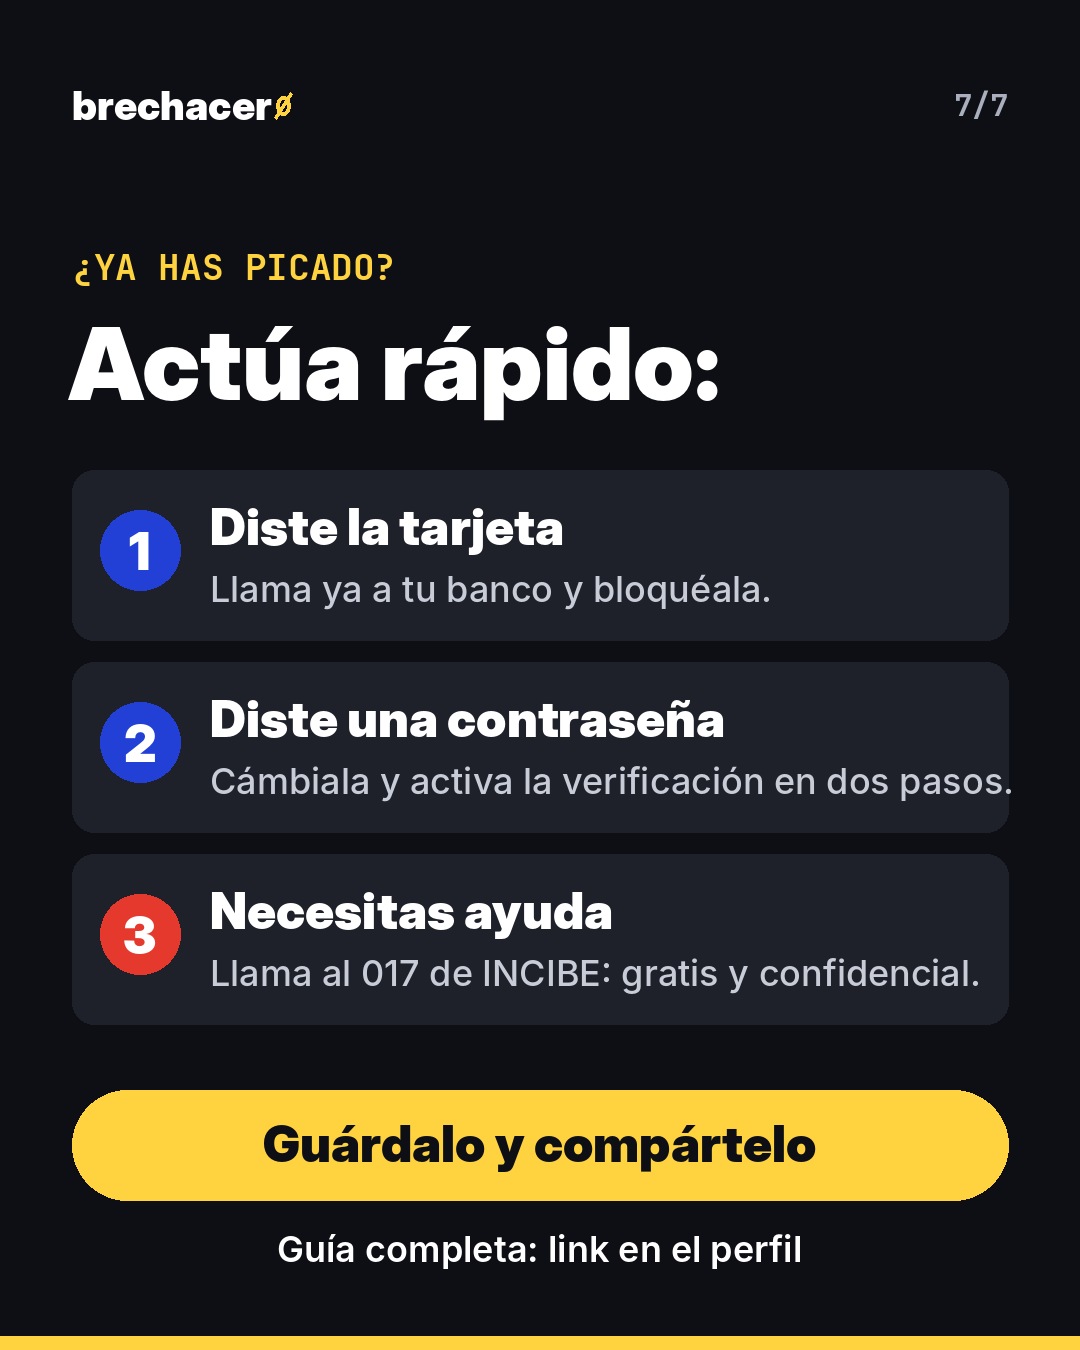 brechacerø
7/7
¿YA HAS PICADO?
Actúa rápido:
1
Diste la tarjeta
Llama ya a tu banco y bloquéala.
2
Diste una contraseña
Cámbiala y activa la verificación en dos pasos.
3
Necesitas ayuda
Llama al 017 de INCIBE: gratis y confidencial.
Guárdalo y compártelo
Guía completa: link en el perfil